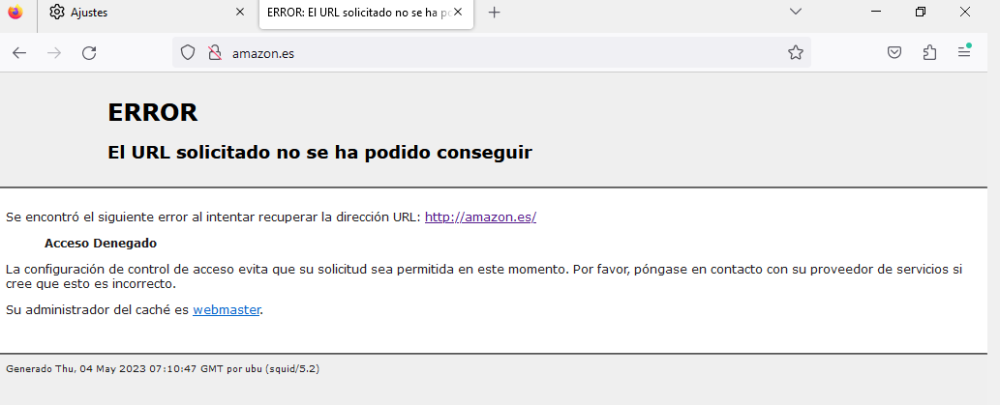 Ajustes
ERROR: El URL solicitado no se ha po
amazon.es
ERROR
El URL solicitado no se ha podido conseguir
Se encontró el siguiente error al intentar recuperar la dirección URL: http://amazon.es/
Acceso Denegado
La configuración de control de acceso evita que su solicitud sea permitida en este momento. Por favor, póngase en contacto con su proveedor de servicios si
cree que esto es incorrecto.
Su administrador del caché es webmaster.
Generado Thu, 04 May 2023 07:10:47 GMT por ubu (squid/5.2)